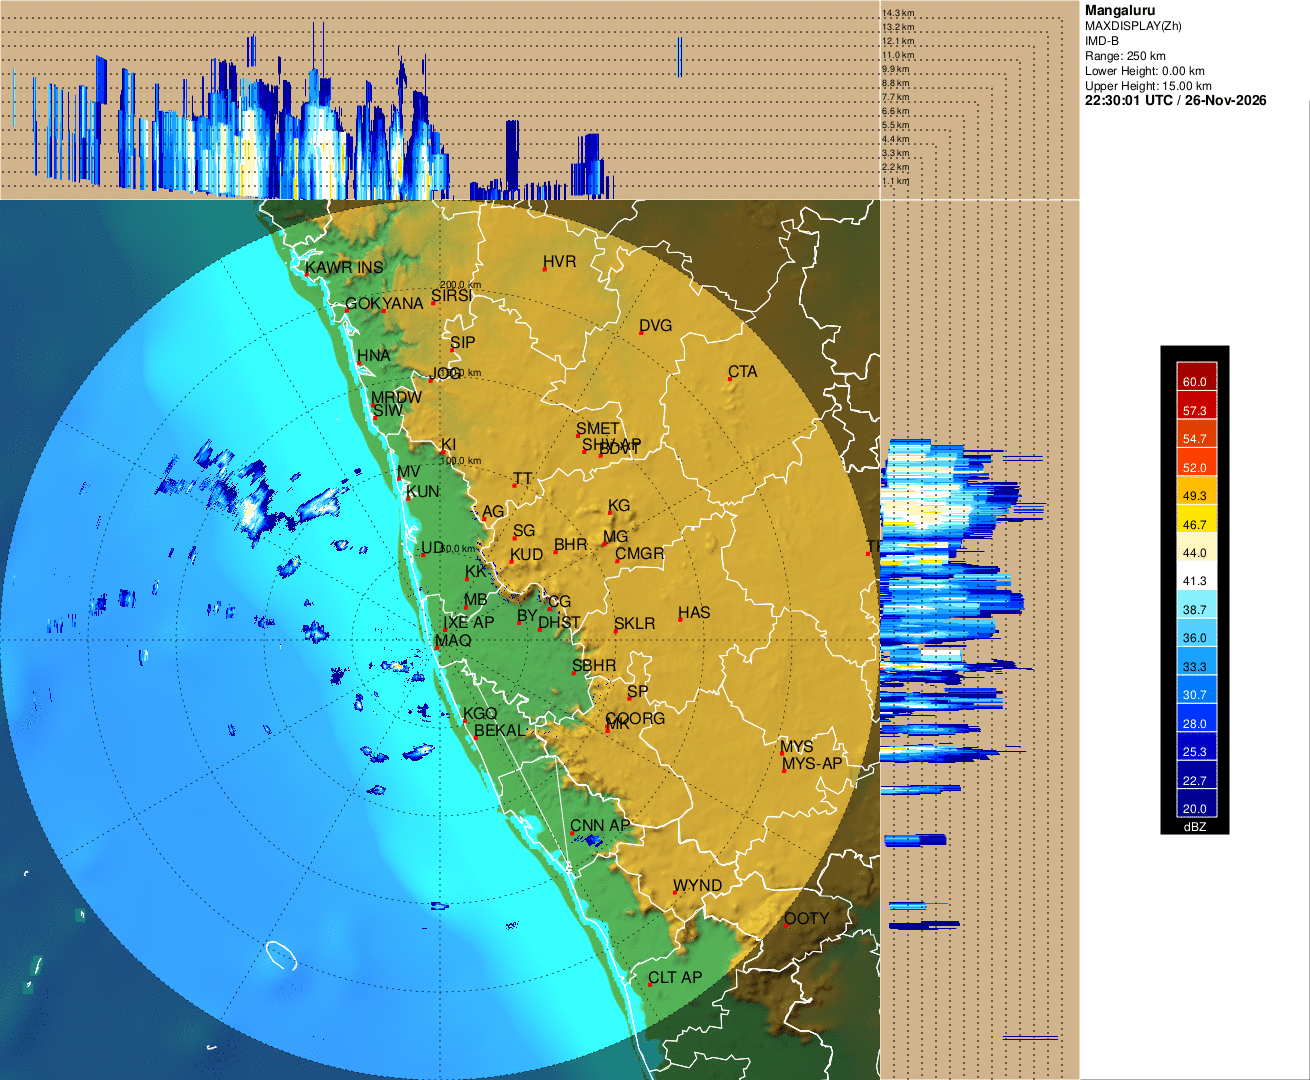 Mangaluru
MAXDISPLAY(Zh)
IMD-B
Range: 250 km
Lower Height: 0.00 km
Upper Height: 15.00 km
22:30:01 UTC / 26-Nov-2026
14.3 km
13.2 km
12.1 km
11.0 km
9.9 km
8.8 km
7.7 km
6.6 km
5.5 km
4.4 km
3.3 km
2.2 km
1.1 km
HVR
KAWR INS
200.0 km
SIRSI
GOKYANA
DVG
SIP
HNA
CTA
JOG
MRDW
SIW
SMET
KI
SHV-AP
BDVT
100.0 km
MV
TT
KUN
KG
AG
SG
MG
UD
50.0 km
KUD
BHR
CMGR
KK
MB
CG
IXE AP
BY
DHST
SKLR
HAS
MAQ
SBHR
SP
KGQ
COORG
MK
BEKAL
MYS
MYS-AP
CNN AP
WYND
OOTY
CLT AP
60.0
57.3
54.7
52.0
49.3
46.7
44.0
41.3
38.7
36.0
33.3
30.7
28.0
25.3
22.7
20.0
dBZ